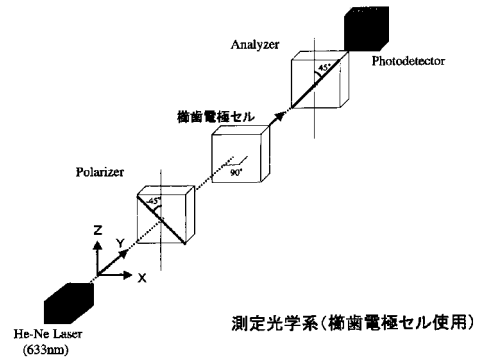 Analyzer
45°
Photodetector
櫛歯電極セル
90°
Polarizer
-45°
Z
Y
X
He-Ne Laser
(633nm)
測定光学系(櫛歯電極セル使用)